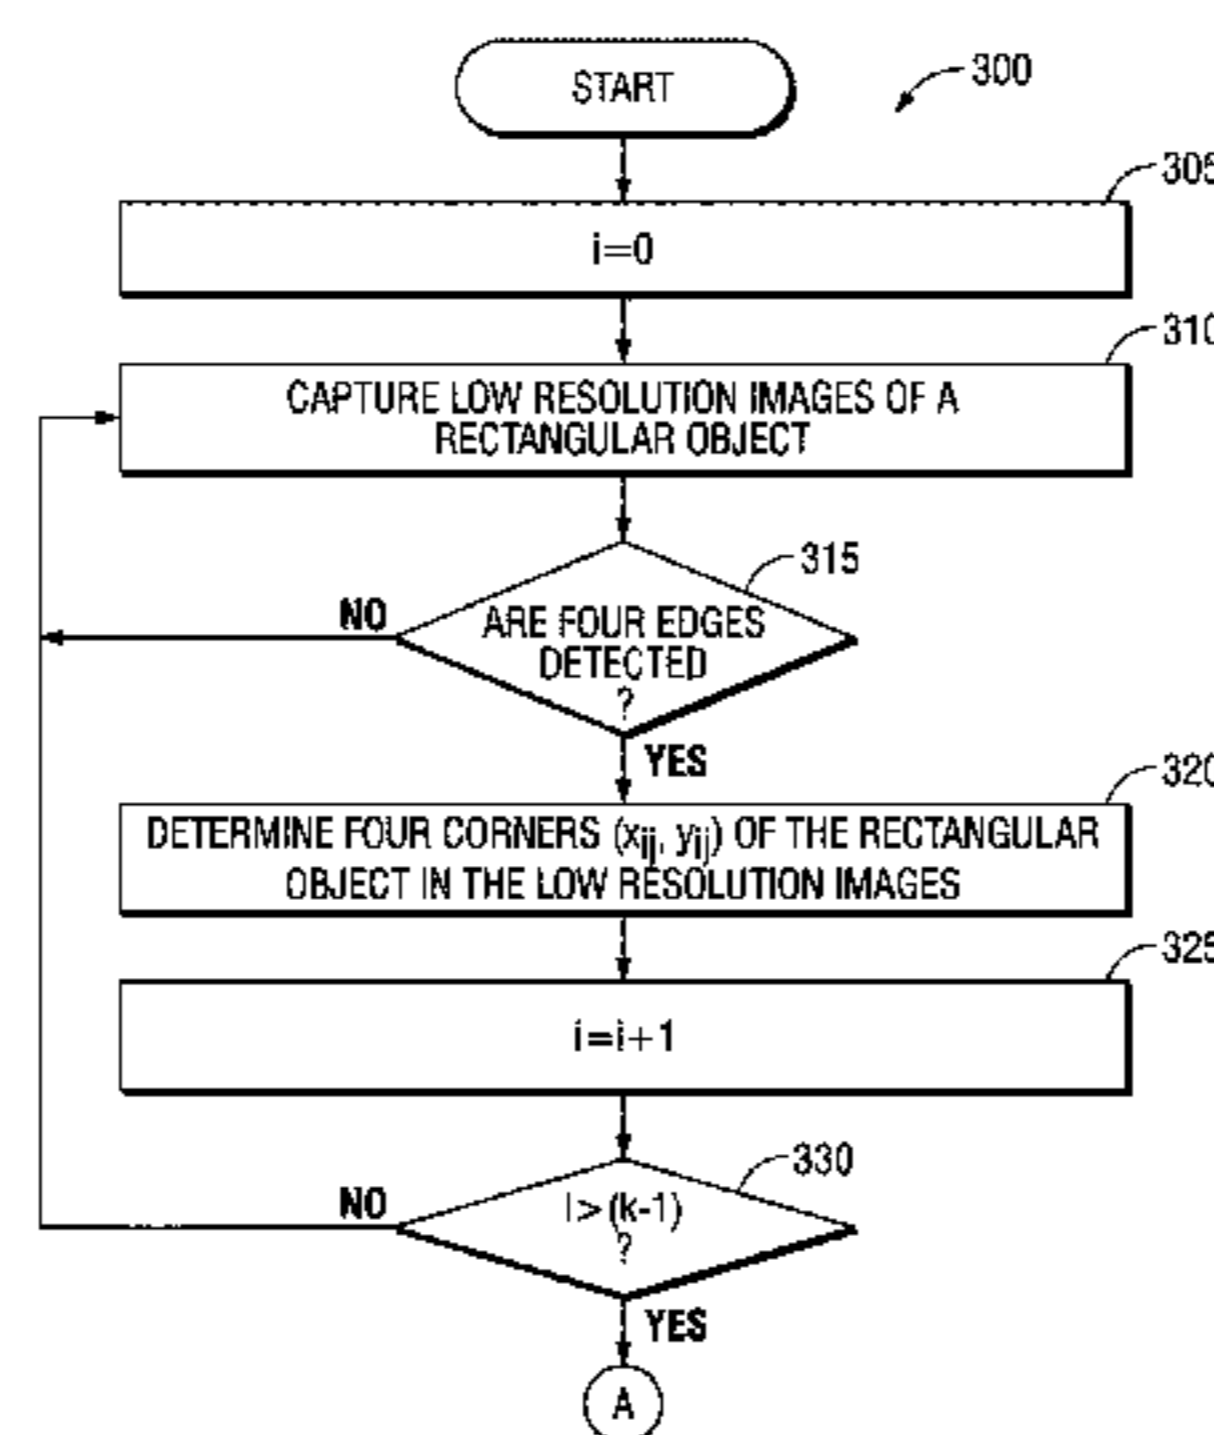 START
300
305
i=0
310
CAPTURE LOW RESOLUTION IMAGES OF A
RECTANGULAR OBJECT
315
NO
ARE FOUR EDGES
DETECTED
?
YES
320
DETERMINE FOUR CORNERS (xij, yij) OF THE RECTANGULAR
OBJECT IN THE LOW RESOLUTION IMAGES
325
i=i+1
330
NO
I>(k-1)
?
YES
A